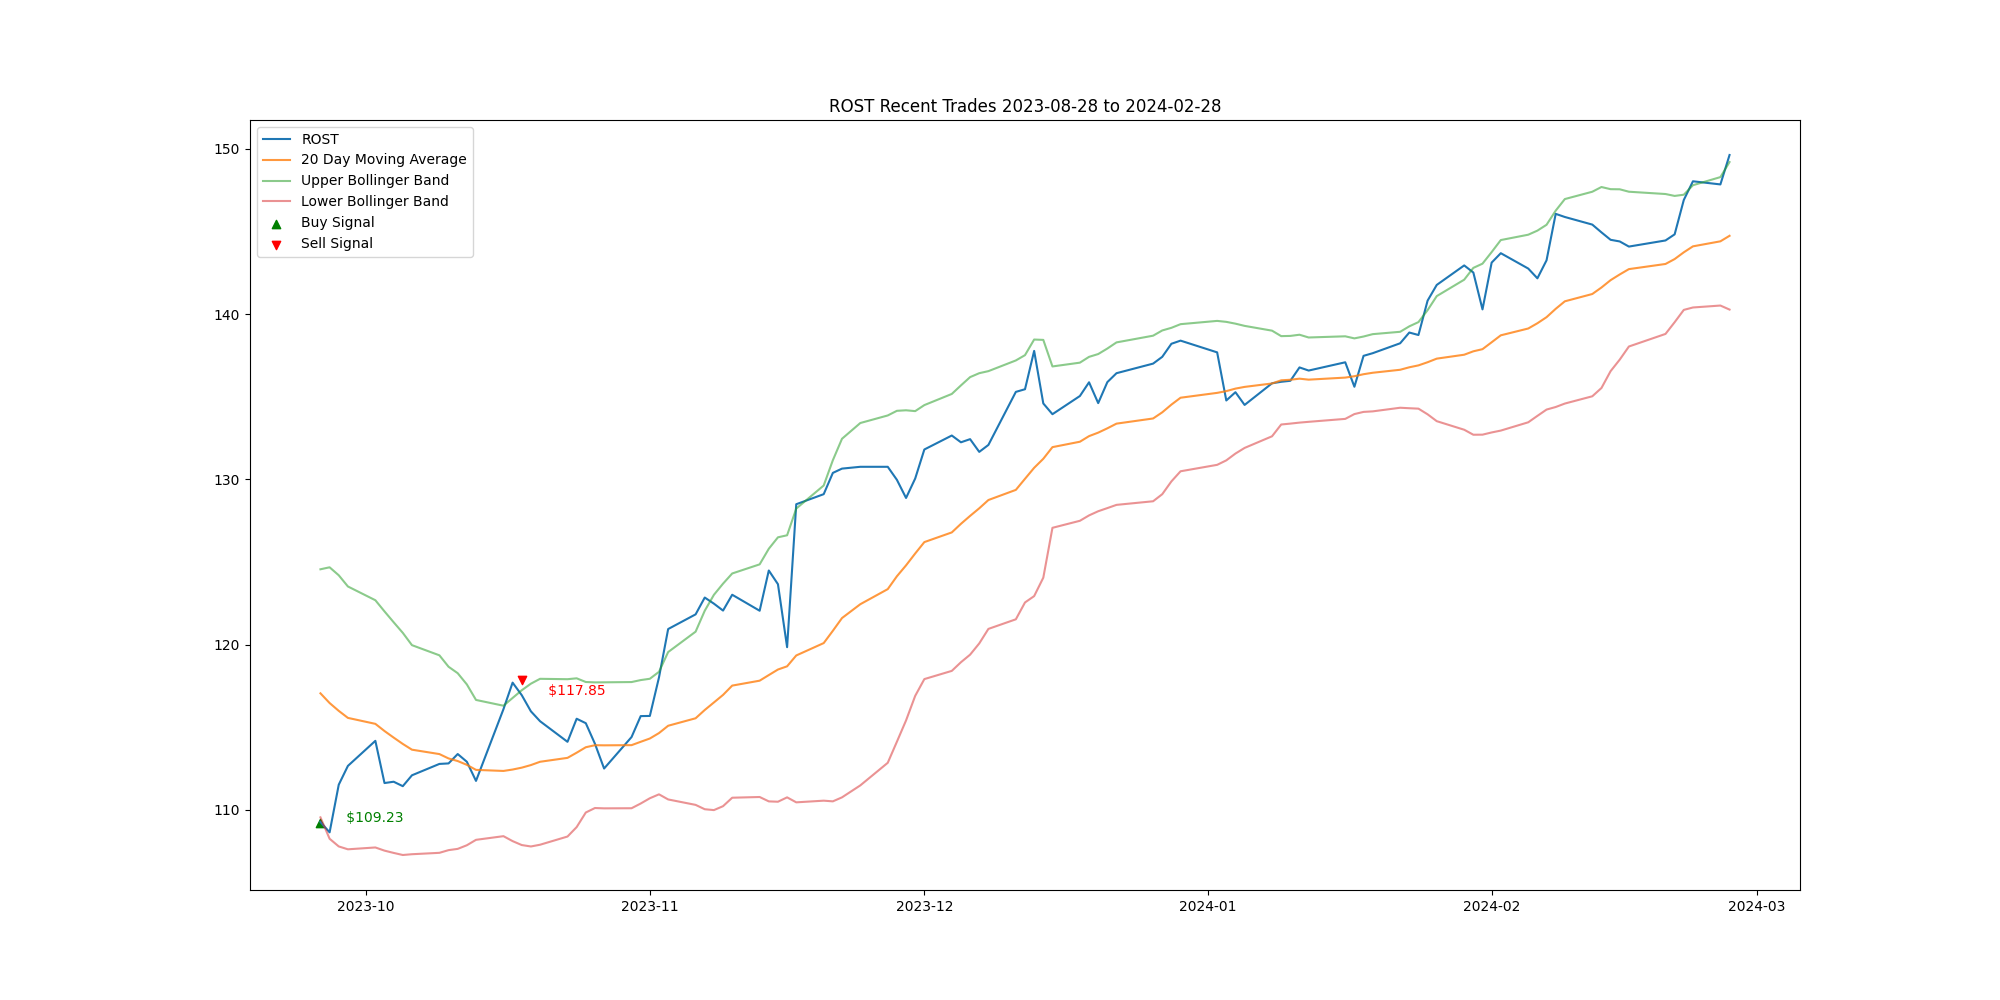 ROST Recent Trades 2023-08-28 to 2024-02-28
ROST
20 Day Moving Average
Upper Bollinger Band
Lower Bollinger Band
Buy Signal
Sell Signal
150
140
130
120
110
$117.85
$109.23
2023-10
2023-11
2023-12
2024-01
2024-02
2024-03